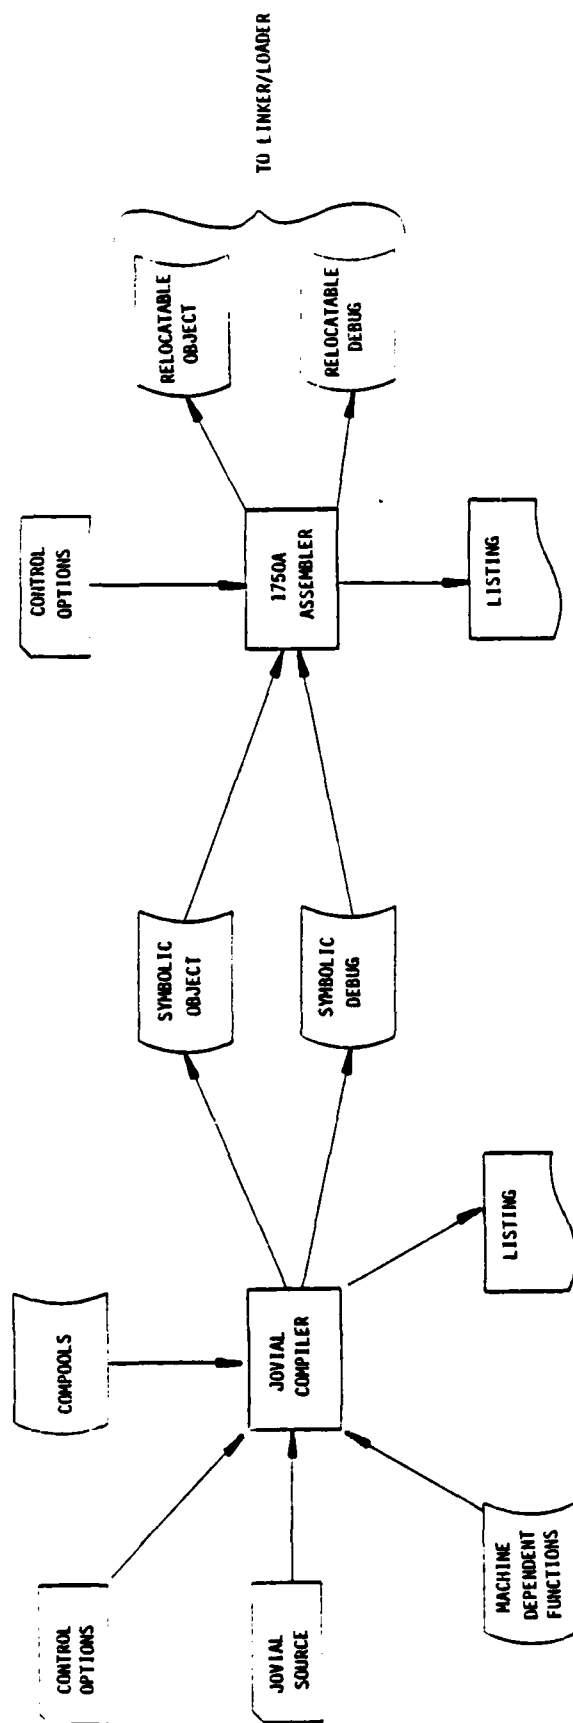 CONTROL
OPTIONS
COMPOOLS
JOVIAL
SOURCE
JOVIAL
COMPILER
MACHINE
DEPENDENT
FUNCTIONS
LISTING
SYMBOLIC
OBJECT
SYMBOLIC
DEBUG
CONTROL
OPTIONS
1750A
ASSEMBLER
LISTING
RELOCATABLE
OBJECT
RELOCATABLE
DEBUG
TO LINKER/LOADER